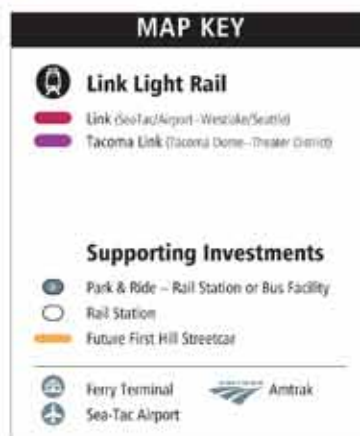 MAP KEY
Link Light Rail
Link (SeaTac/Airport–Westlake/Seattle)
Tacoma Link (Tacoma Dome–Theater District)
Supporting Investments
Park & Ride – Rail Station or Bus Facility
Rail Station
Future First Hill Streetcar
Ferry Terminal
Amtrak
Sea-Tac Airport